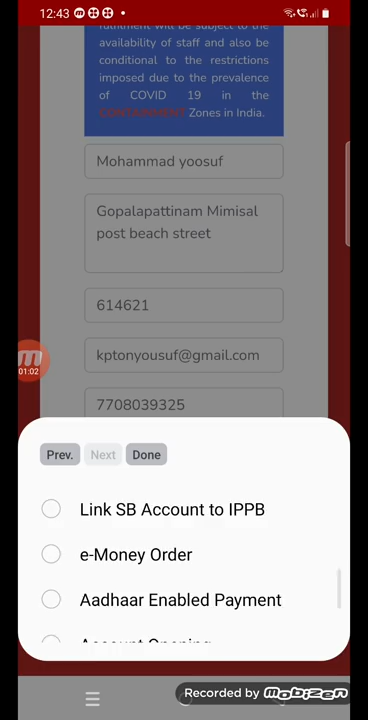 12:43
fulfilment will be subject to the
availability of staff and also be
conditional to the restrictions
imposed due to the prevalence
of COVID 19 in the
CONTAINMENT Zones in India.
Mohammad yoosuf
Gopalapattinam Mimisal
post beach street
614621
kptonyousuf@gmail.com
01:02
7708039325
Prev. Next Done
Link SB Account to IPPB
e-Money Order
Aadhaar Enabled Payment
Account Opening
Recorded by Mobizen